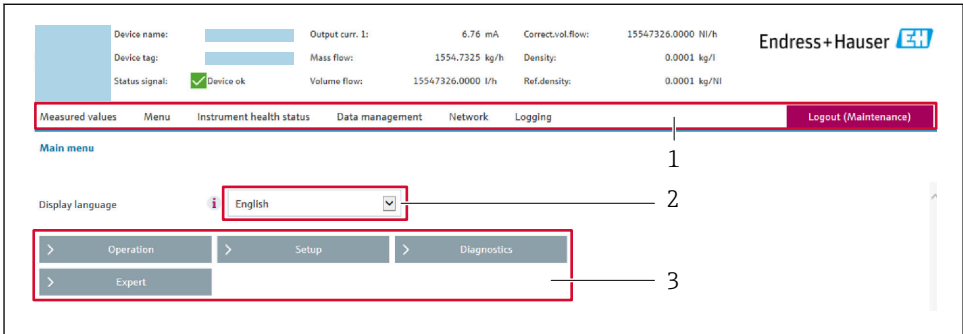 Device name: Output curr. 1: 6.76 mA Correct.vol.flow: 15547326.0000 Nl/h
Endress+Hauser EH
Device tag: Mass flow: 1554.7325 kg/h Density: 0.0001 kg/l
Status signal: Device ok Volume flow: 15547326.0000 l/h Ref.density: 0.0001 kg/Nl
Measured values Menu Instrument health status Data management Network Logging Logout (Maintenance)
1
Main menu
Display language i English 2
> Operation > Setup > Diagnostics
> Expert 3